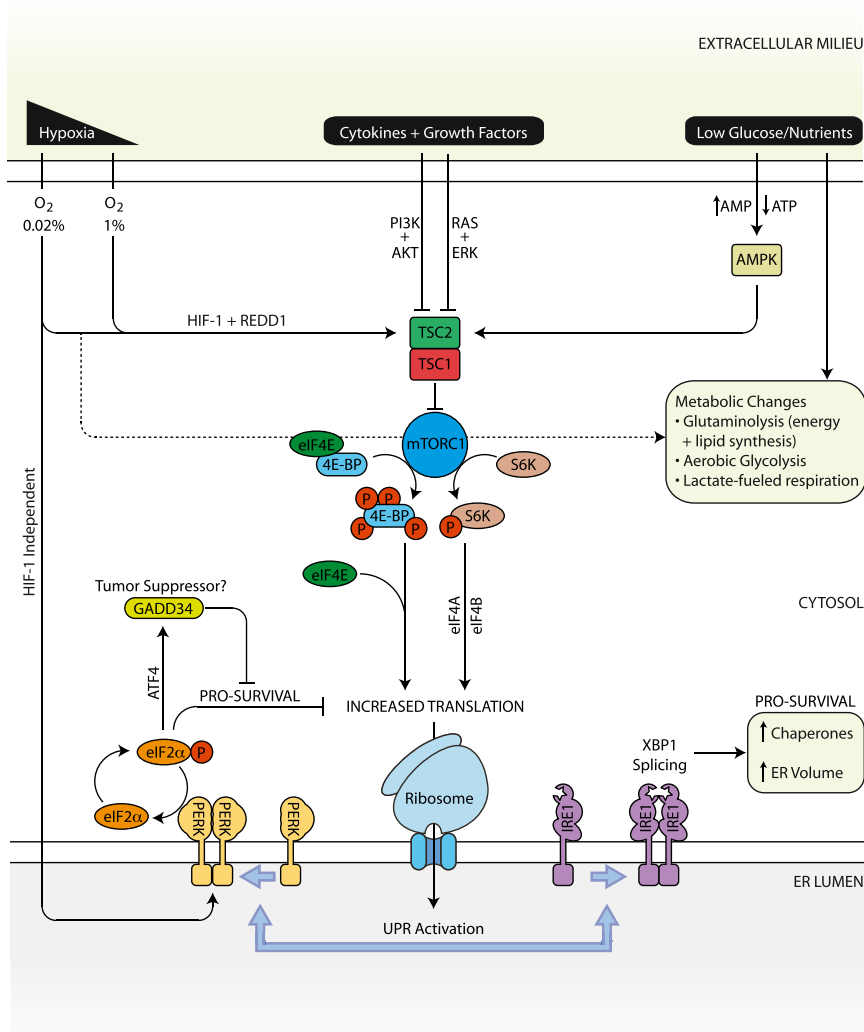 EXTRACELLULAR MILIEU
Hypoxia
Cytokines + Growth Factors
Low Glucose/Nutrients
O2
0.02%
O2
1%
PI3K
+
AKT
RAS
+
ERK
AMP
ATP
AMPK
HIF-1 + REDD1
TSC2
TSC1
Metabolic Changes
• Glutaminolysis (energy
+ lipid synthesis)
• Aerobic Glycolysis
• Lactate-fueled respiration
eIF4E
4E-BP
mTORC1
S6K
P
P
4E-BP
P
P
S6K
P
HIF-1 Independent
eIF4E
eIF4A
eIF4B
CYTOSOL
Tumor Suppressor?
GADD34
ATF4
PRO-SURVIVAL
INCREASED TRANSLATION
PRO-SURVIVAL
Chaperones
ER Volume
XBP1
Splicing
eIF2α
P
eIF2α
PERK
PERK
PERK
Ribosome
IRE1
IRE1
IRE1
ER LUMEN
UPR Activation